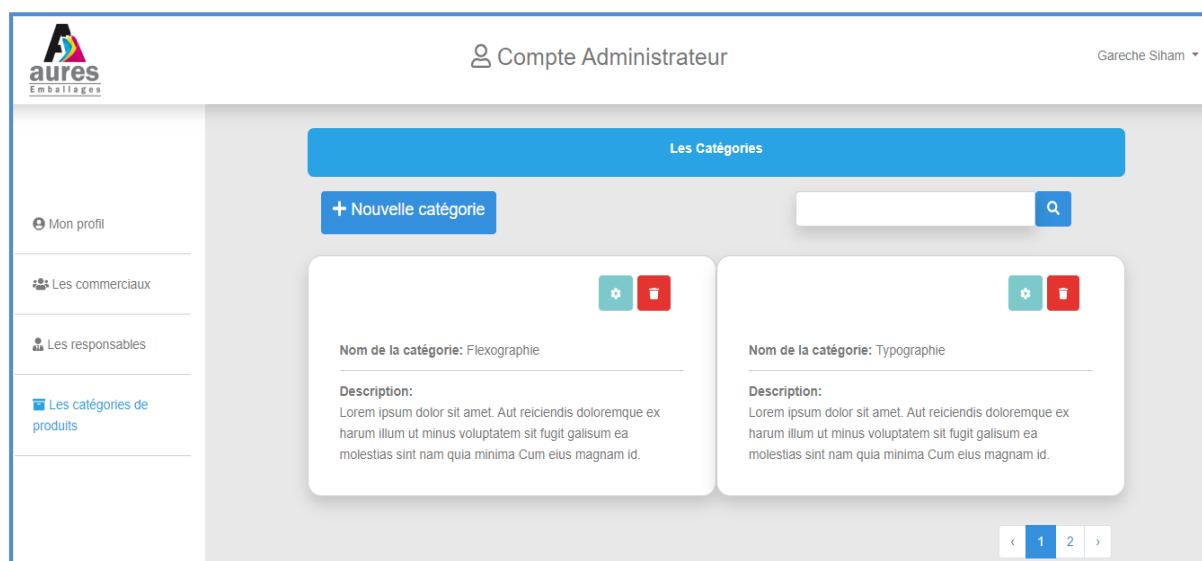 aures
Emballages
Compte Administrateur
Gareche Siham
Les Catégories
Mon profil
Les commerciaux
Les responsables
Les catégories de
produits
+ Nouvelle catégorie
Nom de la catégorie: Flexographie
Description:
Lorem ipsum dolor sit amet. Aut reiciendis doloremque ex
harum illum ut minus voluptatem sit fugit galisum ea
molestias sint nam quia minima Cum eius magnam id.
Nom de la catégorie: Typographie
Description:
Lorem ipsum dolor sit amet. Aut reiciendis doloremque ex
harum illum ut minus voluptatem sit fugit galisum ea
molestias sint nam quia minima Cum eius magnam id.
‹ 1 2 ›